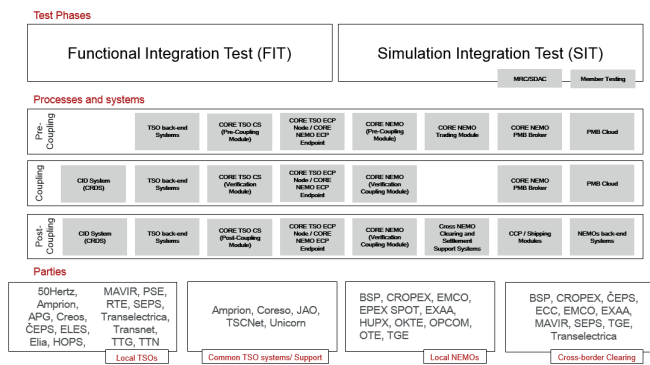 Test Phases
Functional Integration Test (FIT)
Simulation Integration Test (SIT)
MRC/SDAC
Member Testing
Processes and systems
Pre-
Coupling
TSO back-end
Systems
CORE TSO CS
(Pre-Coupling
Module)
CORE TSO ECP
Node / CORE
NEMO ECP
Endpoint
CORE NEMO
(Pre-Coupling
Module)
CORE NEMO
Trading Module
CORE NEMO
PMB Broker
PMB Cloud
Coupling
CID System
(CRDS)
TSO back-end
Systems
CORE TSO CS
(Verification
Module)
CORE TSO ECP
Node / CORE
NEMO ECP
Endpoint
CORE NEMO
(Verification
Coupling Module)
CORE NEMO
PMB Broker
PMB Cloud
Post-
Coupling
CID System
(CRDS)
TSO back-end
Systems
CORE TSO CS
(Post-Coupling
Module)
CORE TSO ECP
Node / CORE
NEMO ECP
Endpoint
CORE NEMO
(Verification
Coupling Module)
Cross NEMO
Clearing and
Settlement
Support Systems
CCP / Shipping
Modules
NEMOs back-end
Systems
Parties
50Hertz,
Amprion,
APG, Creos,
ČEPS, ELES,
Elia, HOPS,
MAVIR, PSE,
RTE, SEPS,
Transelectrica,
Transnet,
TTG, TTN
Local TSOs
Amprion, Coreso, JAO,
TSCNet, Unicorn
Common TSO systems/ Support
BSP, CROPEX, EMCO,
EPEX SPOT, EXAA,
HUPX, OKTE, OPCOM,
OTE, TGE
Local NEMOs
BSP, CROPEX, ČEPS,
ECC, EMCO, EXAA,
MAVIR, SEPS, TGE,
Transelectrica
Cross-border Clearing